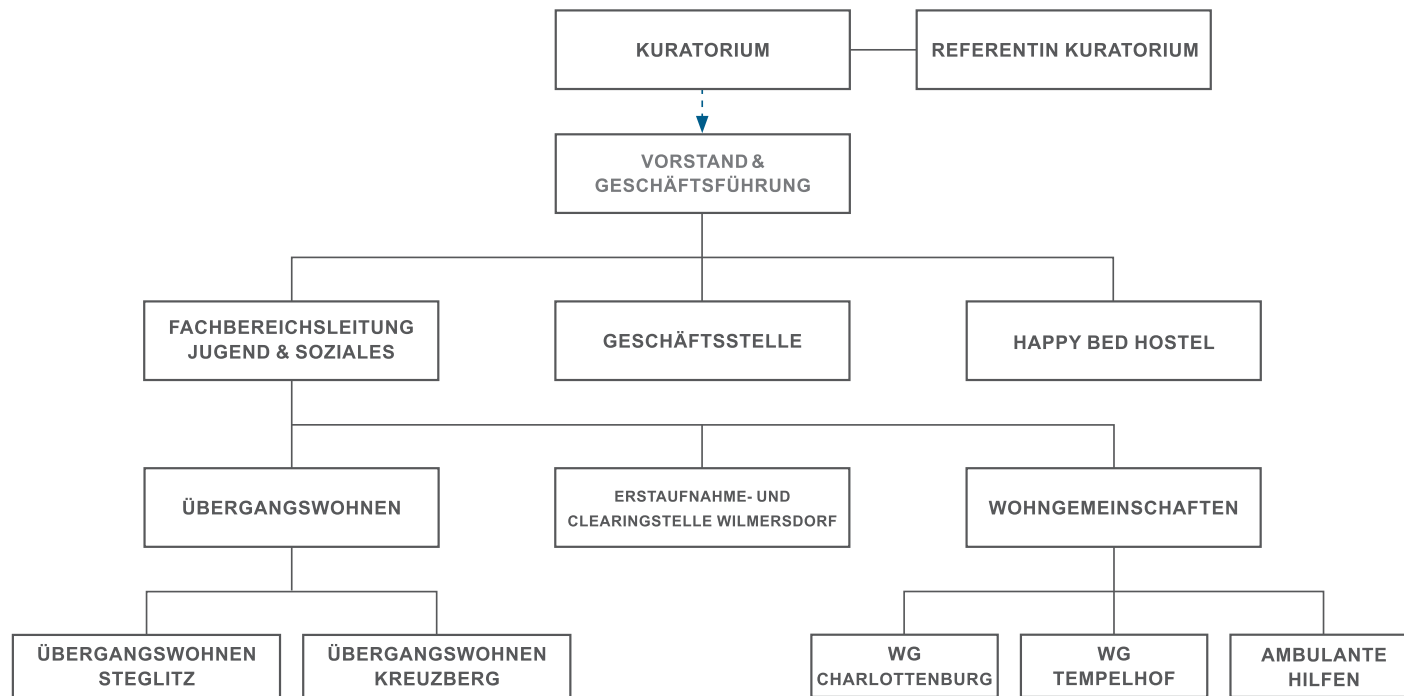 KURATORIUM
REFERENTIN KURATORIUM
VORSTAND &
GESCHÄFTSFÜHRUNG
FACHBEREICHSLEITUNG
JUGEND & SOZIALES
GESCHÄFTSSTELLE
HAPPY BED HOSTEL
ÜBERGANGSWOHNEN
ERSTAUFNAHME- UND
CLEARINGSTELLE WILMERSDORF
WOHNGEMEINSCHAFTEN
ÜBERGANGSWOHNEN
STEGLITZ
ÜBERGANGSWOHNEN
KREUZBERG
WG
CHARLOTTENBURG
WG
TEMPELHOF
AMBULANTE
HILFEN